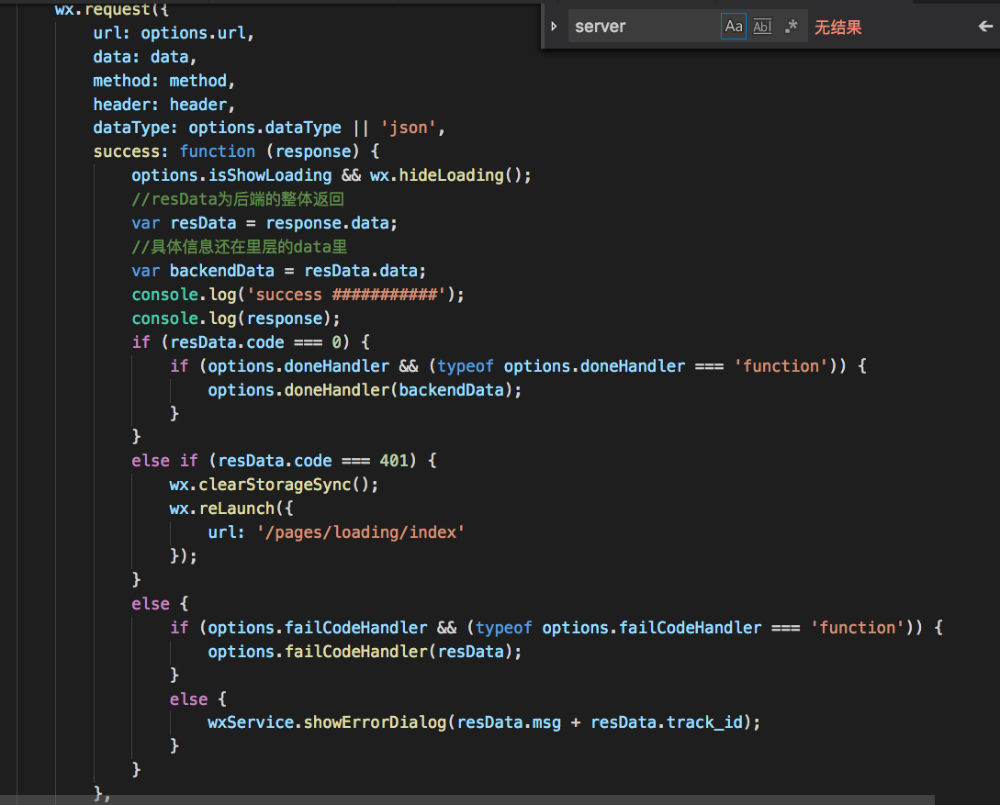 wx.request({
server Aa Abl .* 无结果
url: options.url,
data: data,
method: method,
header: header,
dataType: options.dataType || 'json',
success: function (response) {
options.isShowLoading && wx.hideLoading();
//resData为后端的整体返回
var resData = response.data;
//具体信息还在里层的data里
var backendData = resData.data;
console.log('success ###########');
console.log(response);
if (resData.code === 0) {
if (options.doneHandler && (typeof options.doneHandler === 'function')) {
options.doneHandler(backendData);
}
}
else if (resData.code === 401) {
wx.clearStorageSync();
wx.reLaunch({
url: '/pages/loading/index'
});
}
else {
if (options.failCodeHandler && (typeof options.failCodeHandler === 'function')) {
options.failCodeHandler(resData);
}
else {
wxService.showErrorDialog(resData.msg + resData.track_id);
}
}
},